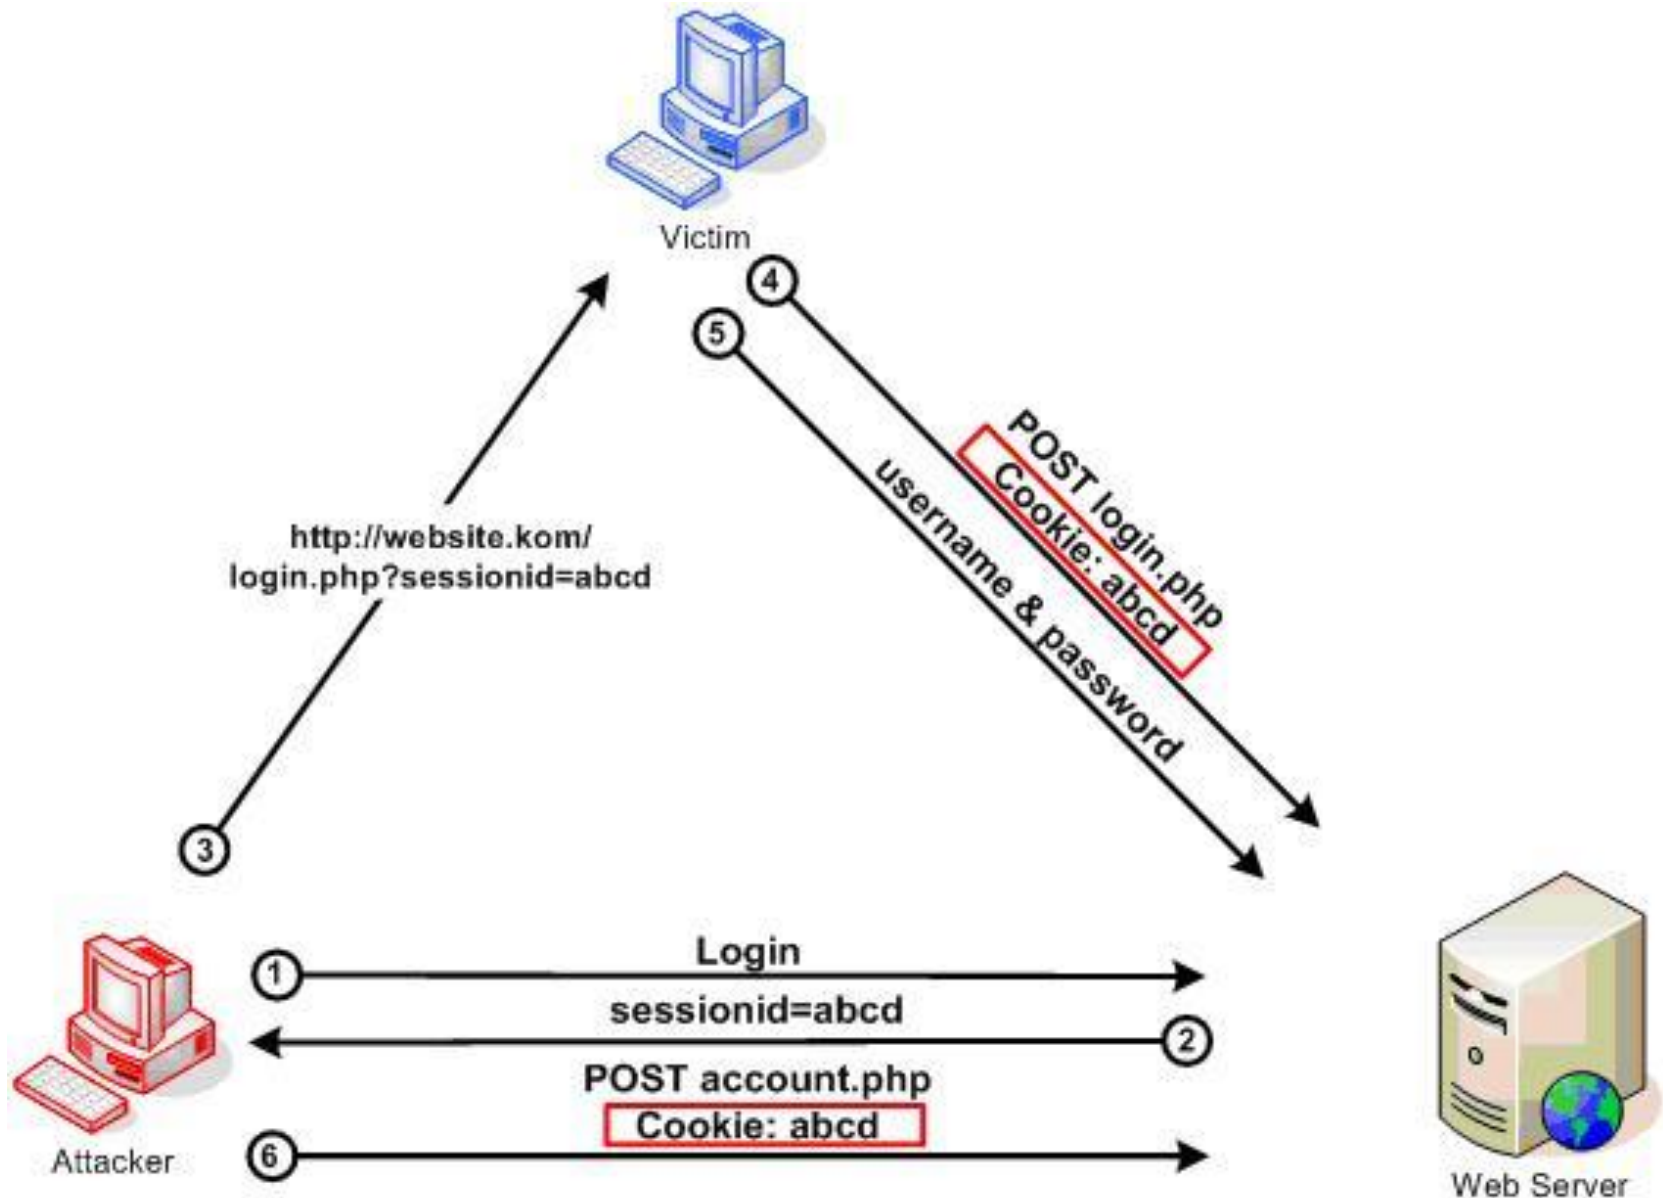 Victim
4
5
POST login.php
Cookie: abcd
username & password
http://website.kom/
login.php?sessionid=abcd
3
1
Login
sessionid=abcd
2
POST account.php
Cookie: abcd
6
Attacker
Web Server